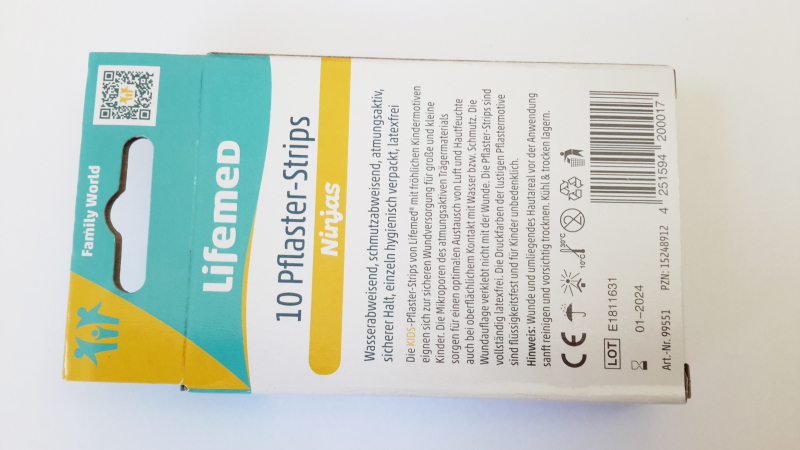 Family World
Lifemed
10 Pflaster-Strips
Ninjas
Wasserabweisend, schmutzabweisend, atmungsaktiv,
sicherer Halt, einzeln hygienisch verpackt, latexfrei
Die KIDS-Pflaster-Strips von Lifemed® mit fröhlichen Kindermotiven
eignen sich zur sicheren Wundversorgung für große und kleine
Kinder. Die Mikroporen des atmungsaktiven Trägermaterials
sorgen für einen optimalen Austausch von Luft und Hautfeuchte
auch bei oberflächlichem Kontakt mit Wasser bzw. Schmutz. Die
Wundauflage verklebt nicht mit der Wunde. Die Pflaster-Strips sind
vollständig latexfrei. Die Druckfarben der lustigen Pflastermotive
sind flüssigkeitsfest und für Kinder unbedenklich.
Hinweis: Wunde und umliegendes Hautareal vor der Anwendung
sanft reinigen und vorsichtig trocknen. Kühl & trocken lagern.
CE
10°C
30°C
2
LOT E1811631
01-2024
4 251594 200017
Art.-Nr. 99551 PZN: 15248912